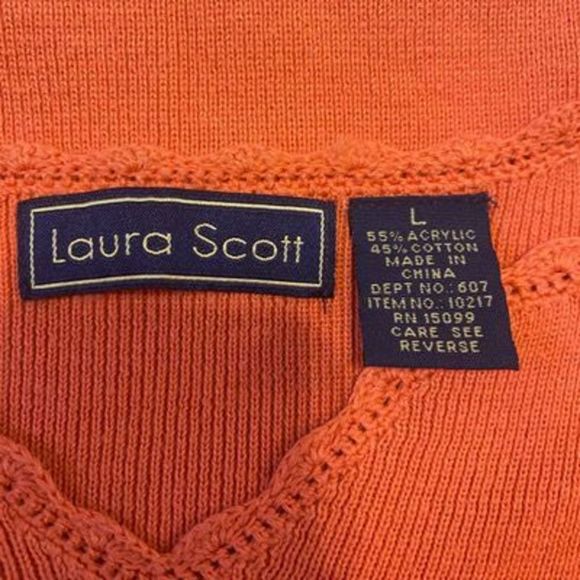 Laura Scott
L
55% ACRYLIC
45% COTTON
MADE IN
CHINA
DEPT NO.: 607
ITEM NO.: 10217
RN 15099
CARE SEE
REVERSE